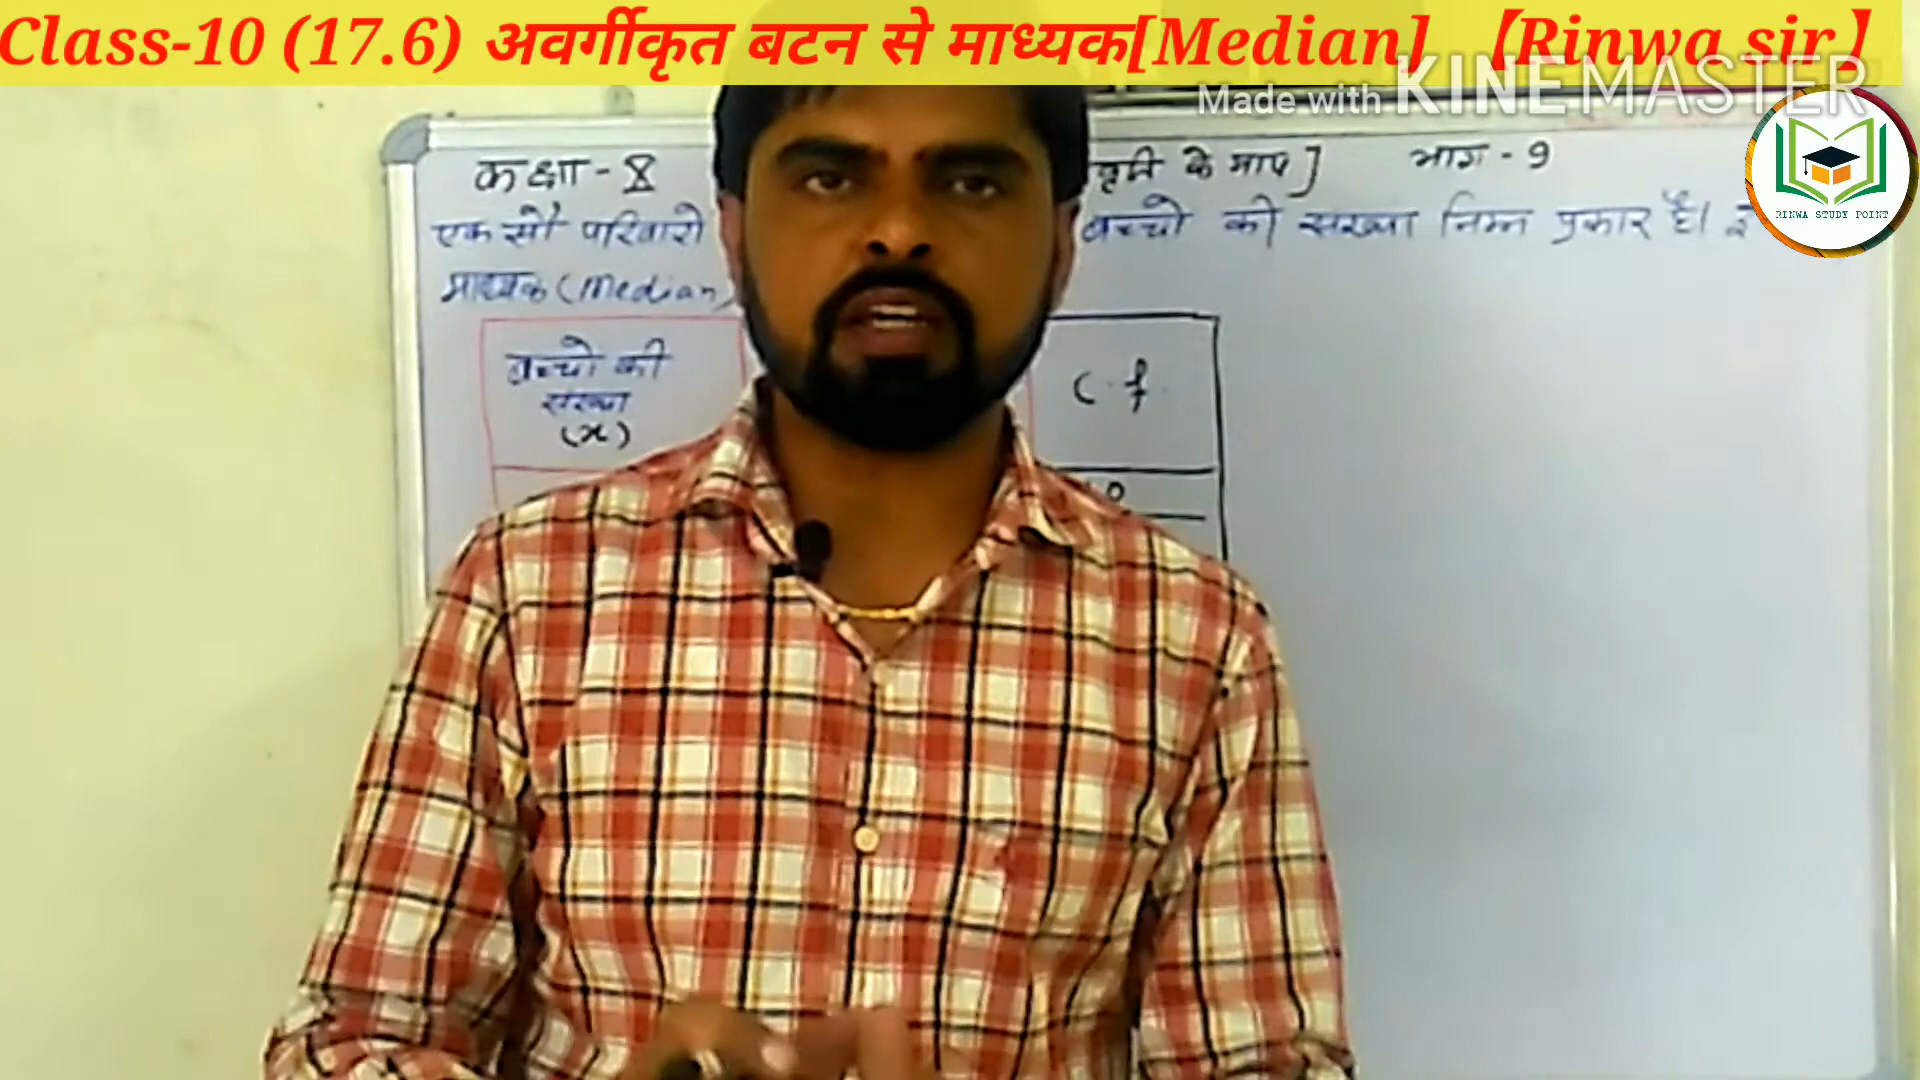 Class-10 (17.6) अवर्गीकृत बटन से माध्यक[Median] 【Rinwa sir】
Made with KINEMASTER
कक्षा - X के माप ] भाग - 9
RINWA STUDY POINT
एक सौ परिवारो बच्चो की संख्या निम्न प्रकार है।
माध्यक (Median)
बच्चो की
संख्या
(x)
c.f.